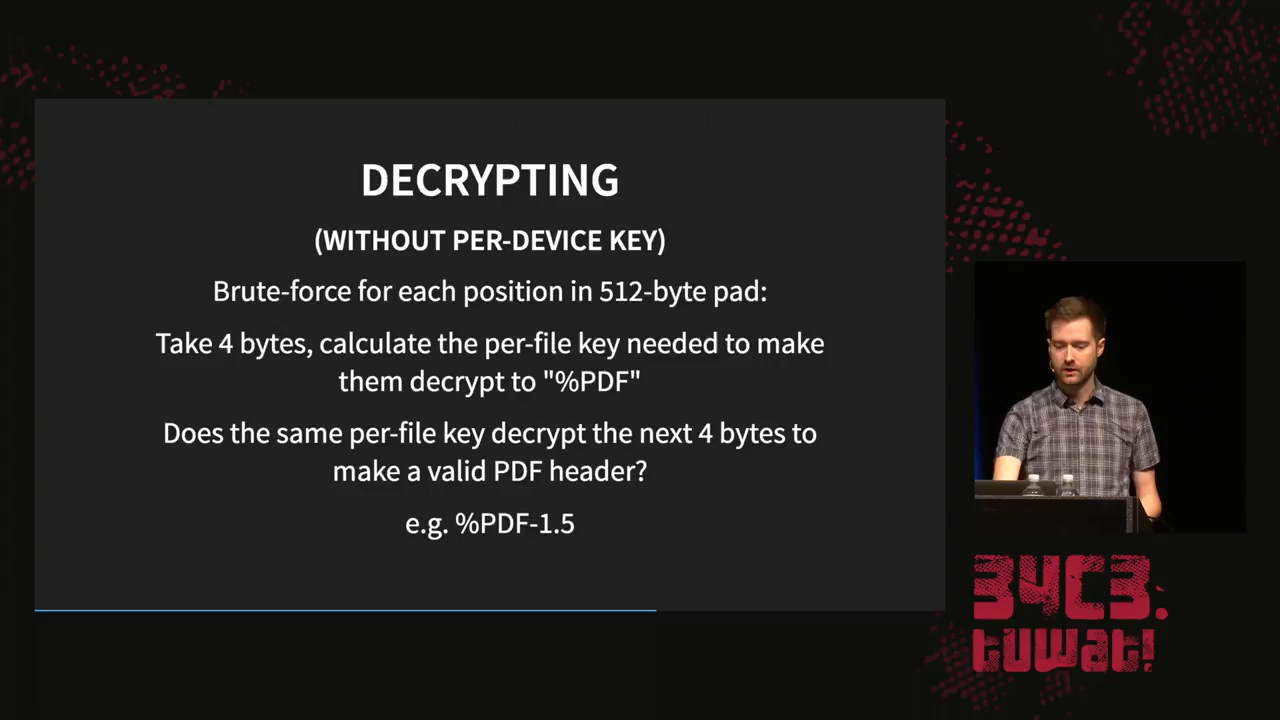 DECRYPTING
(WITHOUT PER-DEVICE KEY)
Brute-force for each position in 512-byte pad:
Take 4 bytes, calculate the per-file key needed to make
them decrypt to "%PDF"
Does the same per-file key decrypt the next 4 bytes to
make a valid PDF header?
e.g. %PDF-1.5
34C3.
tuwat!